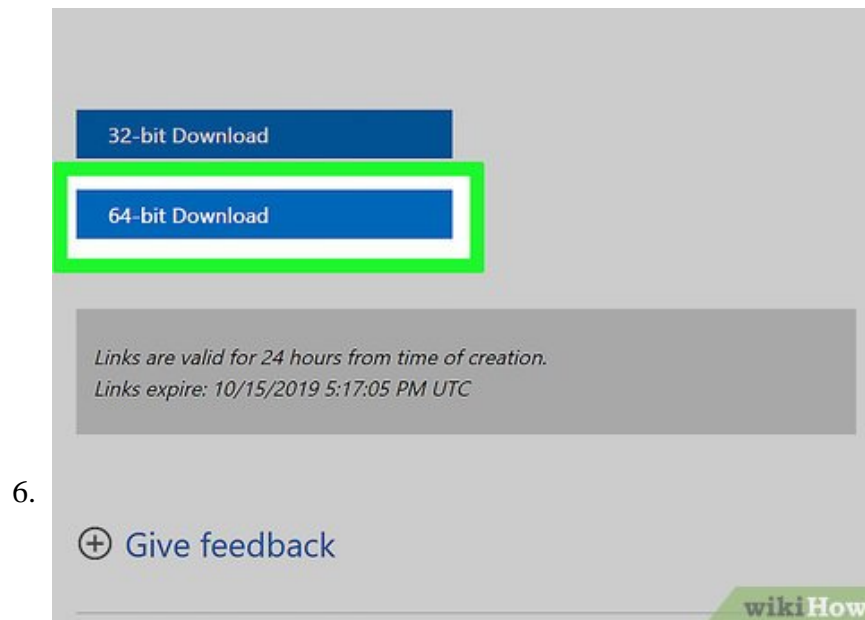 32-bit Download
64-bit Download
Links are valid for 24 hours from time of creation.
Links expire: 10/15/2019 5:17:05 PM UTC
6.
Give feedback
wikiHow